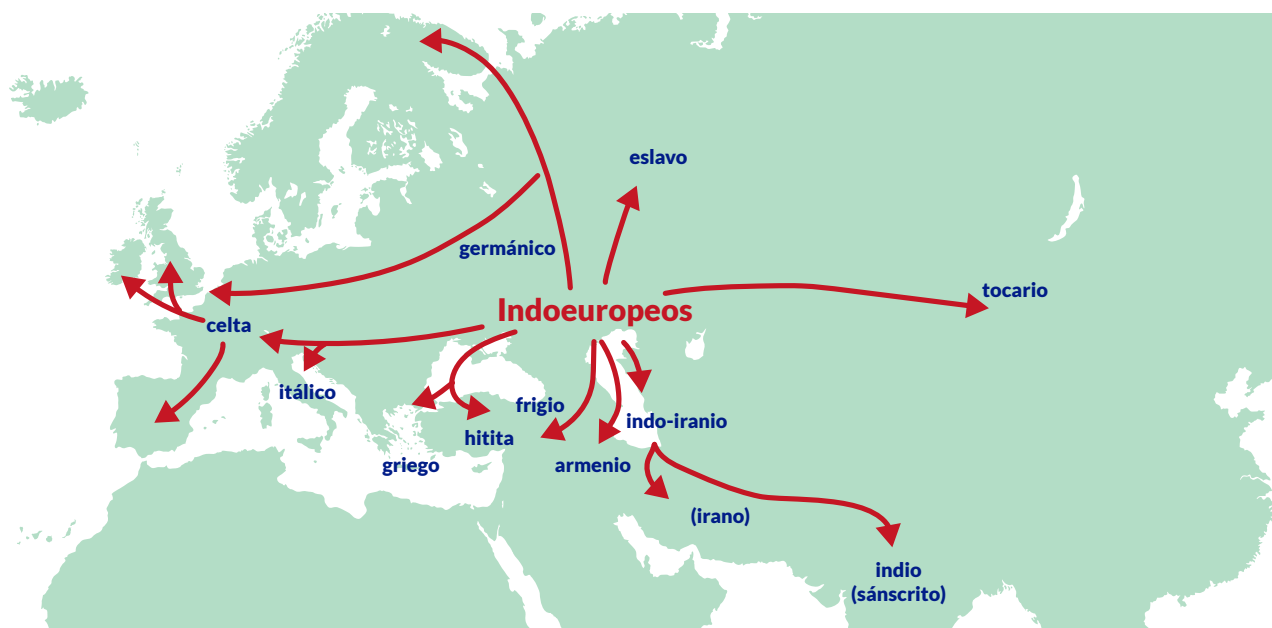 eslavo
germánico
tocario
Indoeuropeos
celta
itálico
frigio
indo-iranio
hitita
griego
armenio
(irano)
indio
(sánscrito)